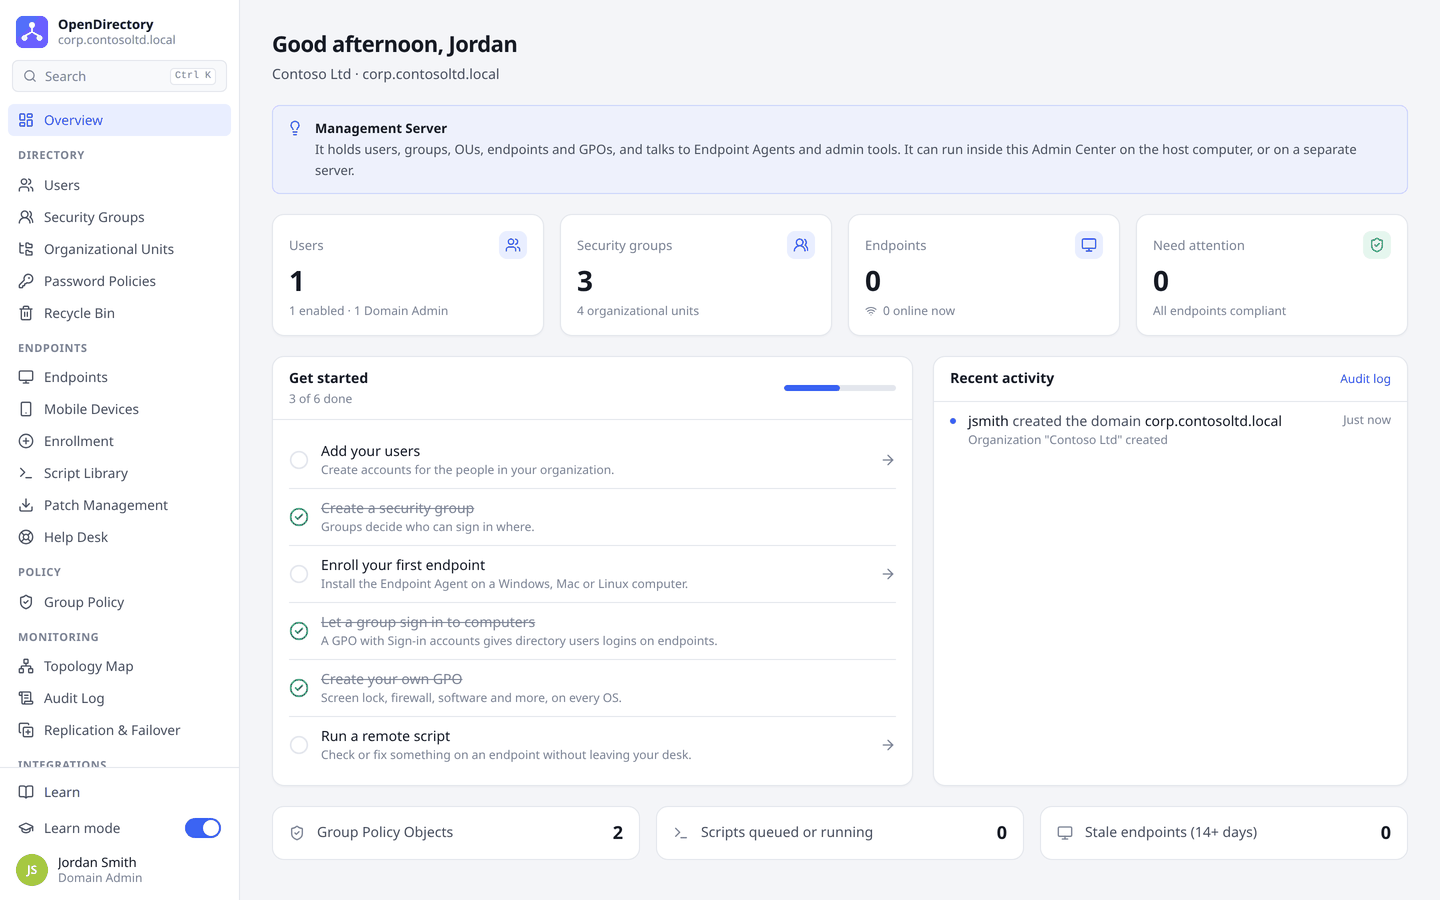 OpenDirectory
corp.contosoltd.local
Search
Ctrl K
Overview
DIRECTORY
Users
Security Groups
Organizational Units
Password Policies
Recycle Bin
ENDPOINTS
Endpoints
Mobile Devices
Enrollment
Script Library
Patch Management
Help Desk
POLICY
Group Policy
MONITORING
Topology Map
Audit Log
Replication & Failover
INTEGRATIONS
Learn
Learn mode
JS
Jordan Smith
Domain Admin
Good afternoon, Jordan
Contoso Ltd · corp.contosoltd.local
Management Server
It holds users, groups, OUs, endpoints and GPOs, and talks to Endpoint Agents and admin tools. It can run inside this Admin Center on the host computer, or on a separate
server.
Users
1
1 enabled · 1 Domain Admin
Security groups
3
4 organizational units
Endpoints
0
0 online now
Need attention
0
All endpoints compliant
Get started
3 of 6 done
Add your users
Create accounts for the people in your organization.
Create a security group
Groups decide who can sign in where.
Enroll your first endpoint
Install the Endpoint Agent on a Windows, Mac or Linux computer.
Let a group sign in to computers
A GPO with Sign-in accounts gives directory users logins on endpoints.
Create your own GPO
Screen lock, firewall, software and more, on every OS.
Run a remote script
Check or fix something on an endpoint without leaving your desk.
Recent activity
Audit log
jsmith created the domain corp.contosoltd.local
Just now
Organization "Contoso Ltd" created
Group Policy Objects
2
Scripts queued or running
0
Stale endpoints (14+ days)
0